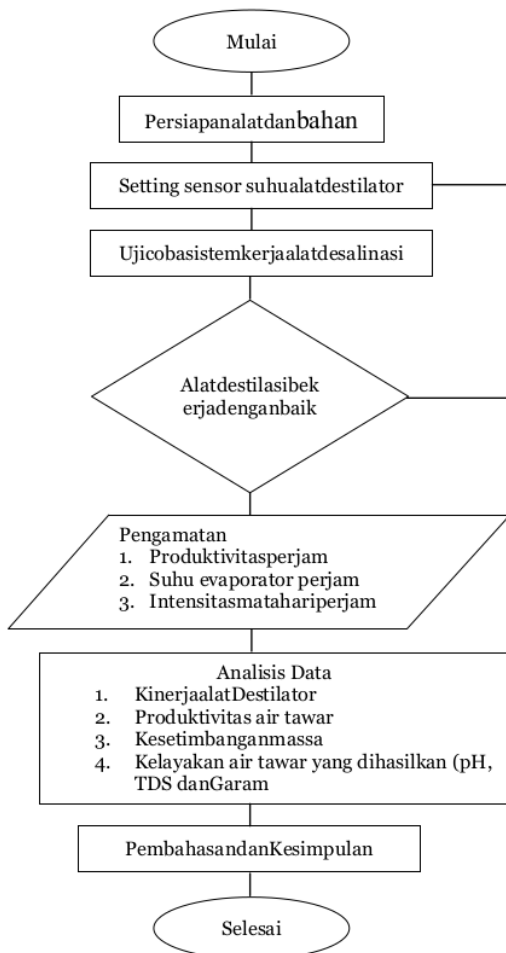 Mulai
Persiapanalatdanbahan
Setting sensor suhualatdestilator
Ujicobasistemkerjaalatdesalinasi
Alatdestilasibek
erjadenganbaik
Pengamatan
1. Produktivitasperjam
2. Suhu evaporator perjam
3. Intensitasmatahariperjam
Analisis Data
1. KinerjaalatDestilator
2. Produktivitas air tawar
3. Kesetimbanganmassa
4. Kelayakan air tawar yang dihasilkan (pH,
TDS danGaram
PembahasandanKesimpulan
Selesai